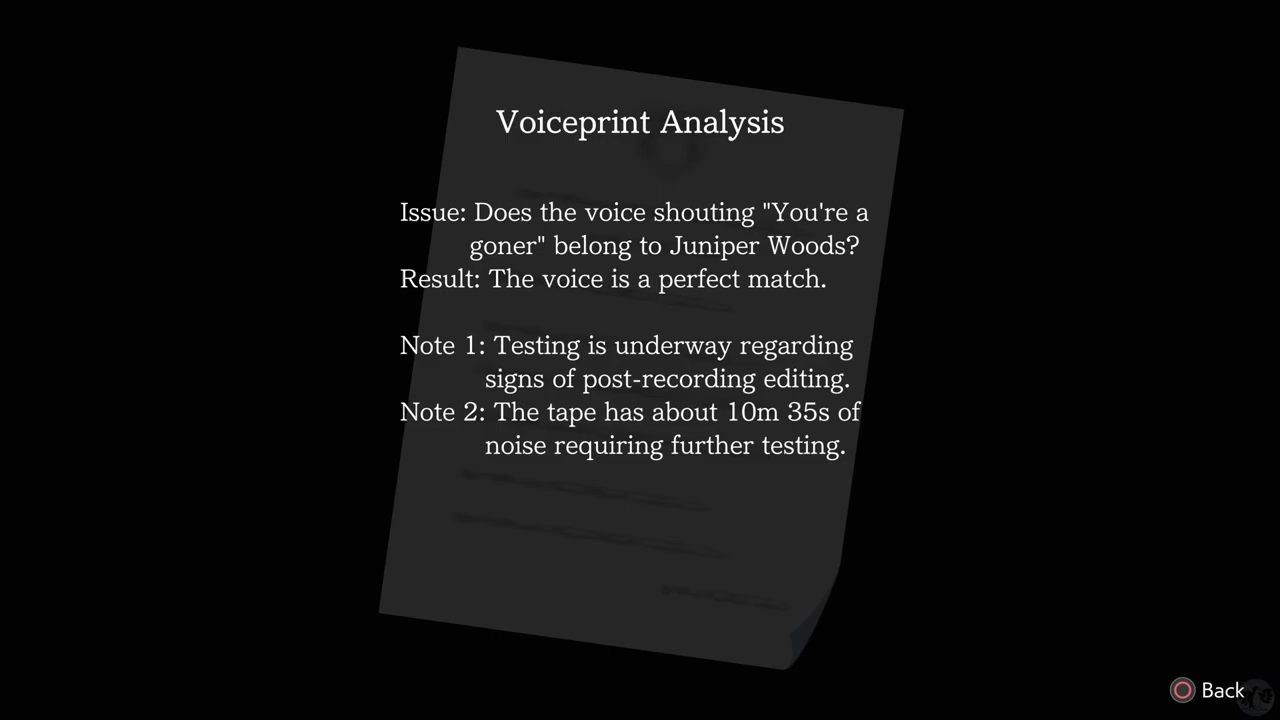 Voiceprint Analysis
Issue: Does the voice shouting "You're a
goner" belong to Juniper Woods?
Result: The voice is a perfect match.
Note 1: Testing is underway regarding
signs of post-recording editing.
Note 2: The tape has about 10m 35s of
noise requiring further testing.
Back